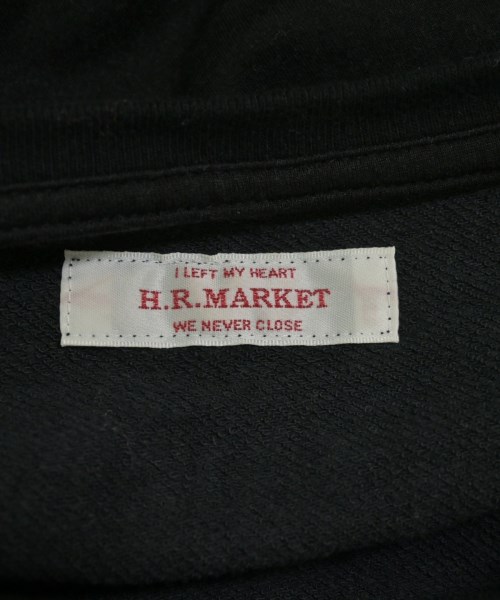 I LEFT MY HEART
H.R.MARKET
WE NEVER CLOSE